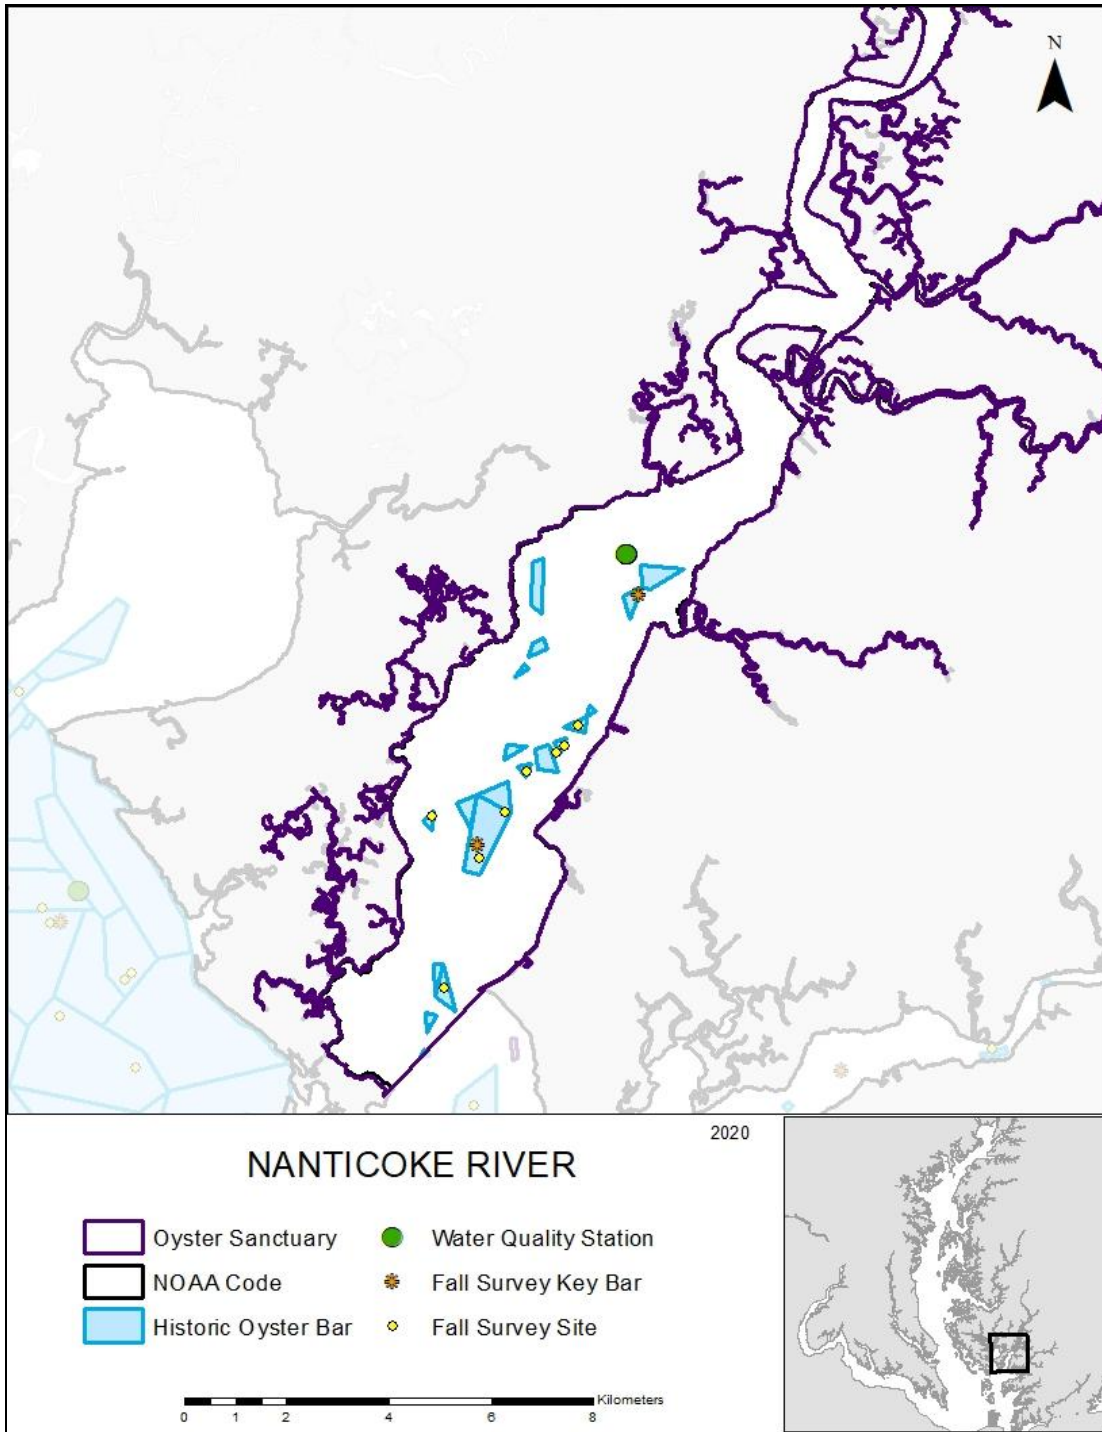 N
2020
NANTICOKE RIVER
Oyster Sanctuary
Water Quality Station
NOAA Code
Fall Survey Key Bar
Historic Oyster Bar
Fall Survey Site
Kilometers
0 1 2 4 6 8